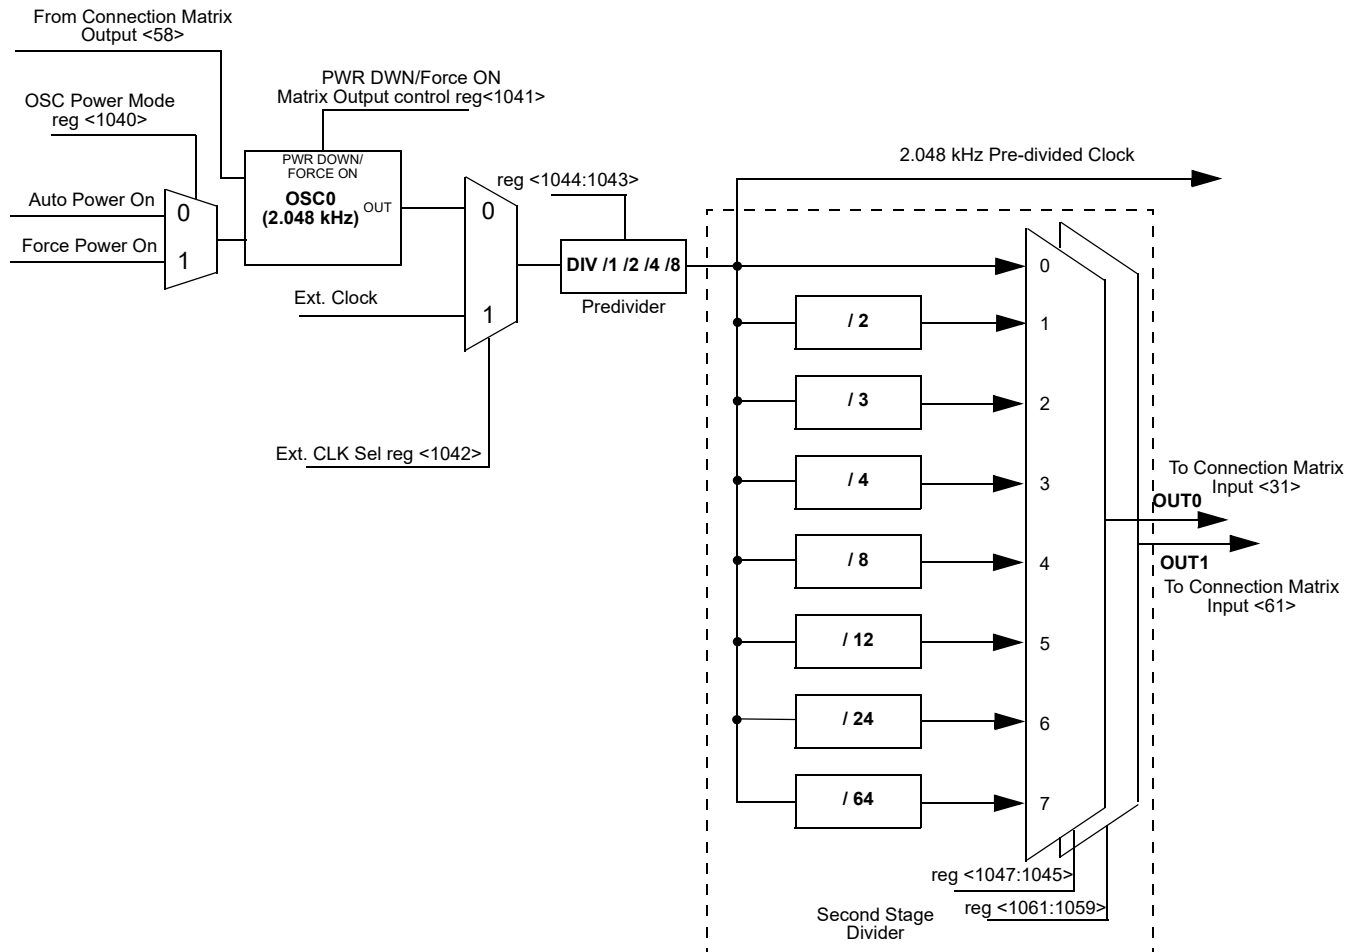 From Connection Matrix
Output <58>
PWR DWN/Force ON
Matrix Output control reg<1041>
OSC Power Mode
reg <1040>
PWR DOWN/
FORCE ON
OSC0
(2.048 kHz)
OUT
Auto Power On
0
Force Power On
1
0
Ext. Clock
1
Ext. CLK Sel reg <1042>
reg <1044:1043>
DIV /1 /2 /4 /8
Predivider
2.048 kHz Pre-divided Clock
0
/ 2
1
/ 3
2
/ 4
3
/ 8
4
/ 12
5
/ 24
6
/ 64
7
To Connection Matrix
Input <31>
OUT0
OUT1
To Connection Matrix
Input <61>
reg <1047:1045>
reg <1061:1059>
Second Stage
Divider